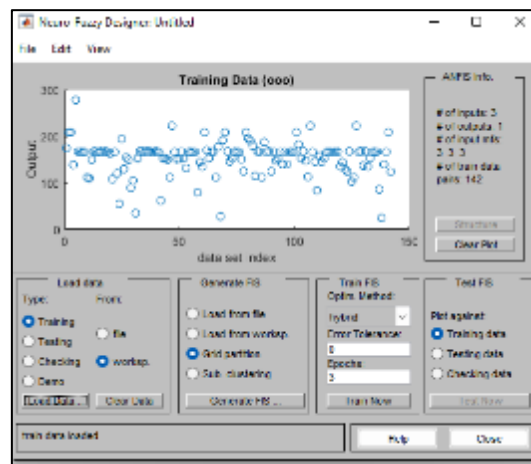 Neuro-Fuzzy Designer: Untitled
File Edit View
Training Data (ooo)
ANFIS Info.
300
200
100
0
Output
0 50 100 150
data set index
# of inputs: 3
# of outputs: 1
# of input mfs:
3 3 3
# of train data
pairs: 142
Structure
Clear Plot
Load data
Type: From:
Training
Testing
Checking
Demo
file
worksp.
Load Data... Clear Data
Generate FIS
Load from file
Load from worksp.
Grid partition
Sub. clustering
Generate FIS ...
Train FIS
Optim. Method:
hybrid
Error Tolerance:
0
Epochs:
3
Train Now
Test FIS
Plot against:
Training data
Testing data
Checking data
Test Now
train data loaded
Help Close